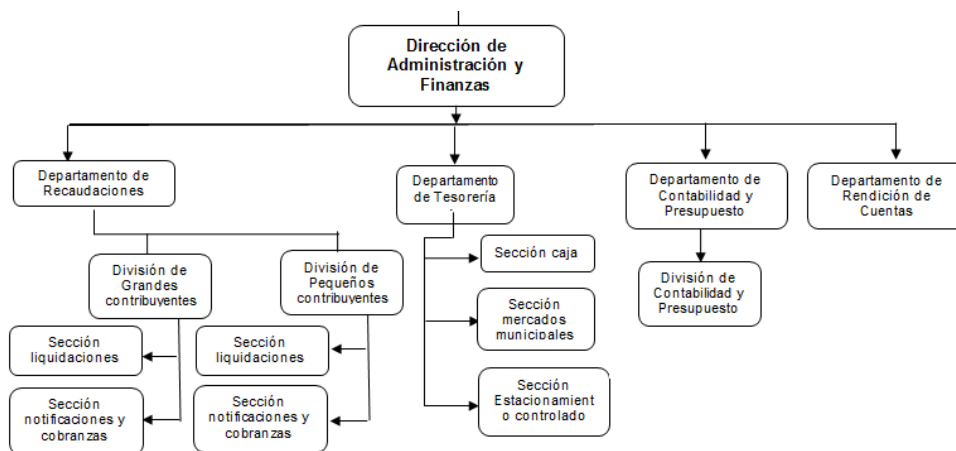 Dirección de
Administración y
Finanzas
Departamento de
Recaudaciones
Departamento
de Tesorería
Departamento de
Contabilidad y
Presupuesto
Departamento de
Rendición de
Cuentas
División de
Grandes
contribuyentes
División de
Pequeños
contribuyentes
Sección caja
División de
Contabilidad y
Presupuesto
Sección
liquidaciones
Sección
liquidaciones
Sección
mercados
municipales
Sección
notificaciones y
cobranzas
Sección
notificaciones y
cobranzas
Sección
Estacionamient
o controlado